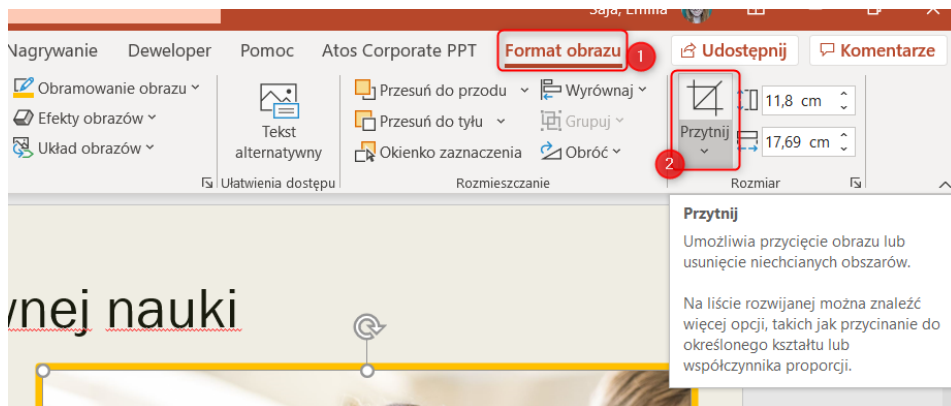 Saja, Emilia
Nagrywanie Deweloper Pomoc Atos Corporate PPT Format obrazu 1 Udostępnij Komentarze
Obramowanie obrazu
Efekty obrazów
Układ obrazów
Tekst
alternatywny
Ułatwienia dostępu
Przesuń do przodu Wyrównaj
Przesuń do tyłu Grupuj
Okienko zaznaczenia Obróć
Rozmieszczanie
Przytnij
2
11,8 cm
17,69 cm
Rozmiar
Przytnij
Umożliwia przycięcie obrazu lub
usunięcie niechcianych obszarów.
Na liście rozwijanej można znaleźć
więcej opcji, takich jak przycinanie do
określonego kształtu lub
współczynnika proporcji.
nej nauki